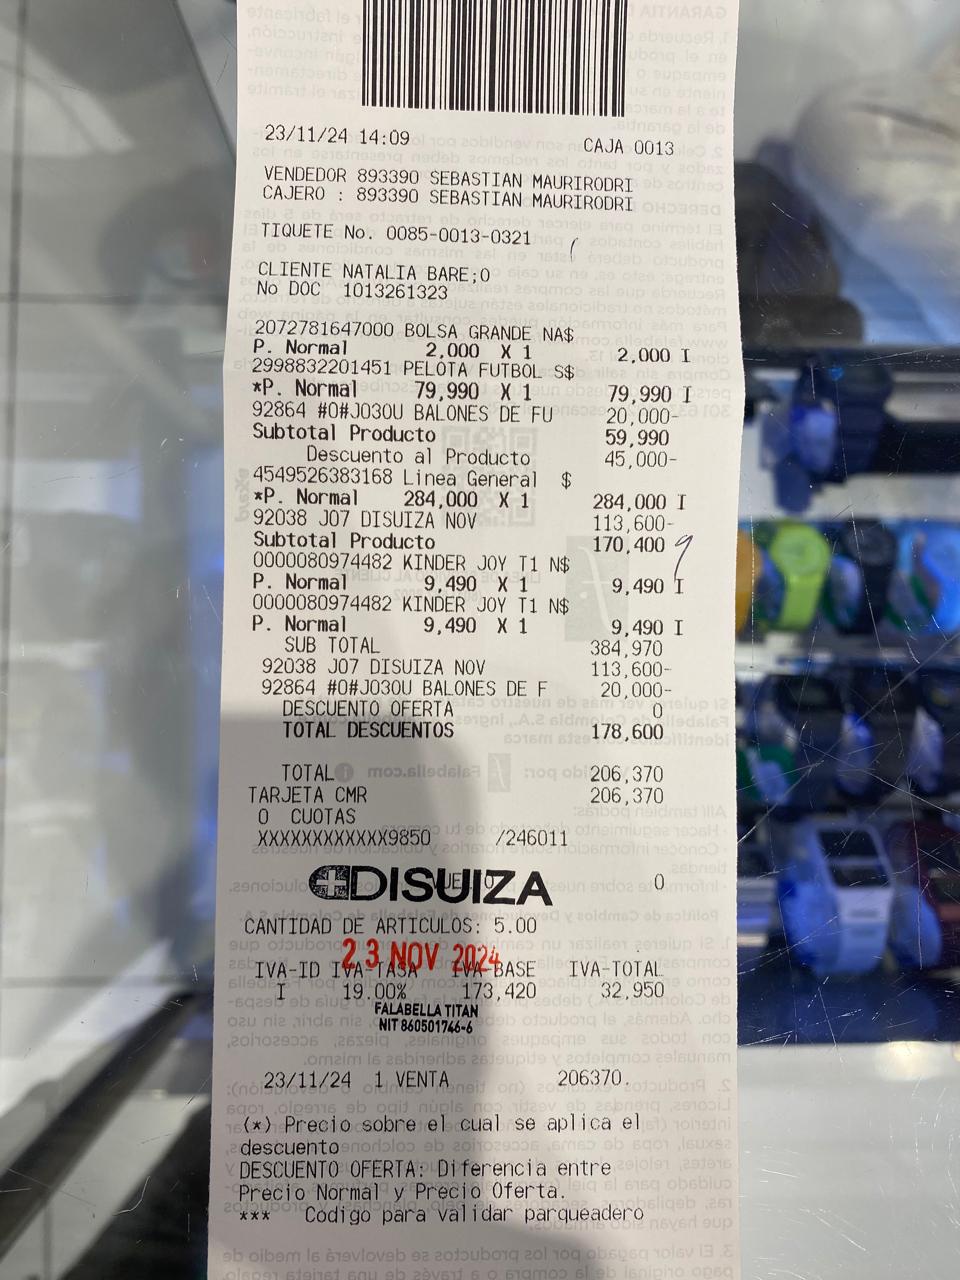 23/11/24 14:09 CAJA 0013
VENDEDOR 893390 SEBASTIAN MAURIRODRI
CAJERO : 893390 SEBASTIAN MAURIRODRI
TIQUETE No. 0085-0013-0321
CLIENTE NATALIA BARE;O
No DOC 1013261323
2072781647000 BOLSA GRANDE NA$
P. Normal 2,000 X 1 2,000 I
2998832201451 PELOTA FUTBOL S$
*P. Normal 79,990 X 1 79,990 I
92864 #0#J030U BALONES DE FU 20,000-
Subtotal Producto 59,990
Descuento al Producto 45,000-
4549526383168 Linea General $
*P. Normal 284,000 X 1 284,000 I
92038 J07 DISUIZA NOV 113,600-
Subtotal Producto 170,400
0000080974482 KINDER JOY T1 N$
P. Normal 9,490 X 1 9,490 I
0000080974482 KINDER JOY T1 N$
P. Normal 9,490 X 1 9,490 I
SUB TOTAL 384,970
92038 J07 DISUIZA NOV 113,600-
92864 #0#J030U BALONES DE F 20,000-
DESCUENTO OFERTA 0
TOTAL DESCUENTOS 178,600
TOTAL 206,370
TARJETA CMR 206,370
0 CUOTAS
XXXXXXXXXXXX9850 /246011
DISUIZA 0
CANTIDAD DE ARTICULOS: 5.00
23 NOV 2024
IVA-ID IVA-TASA IVA-BASE IVA-TOTAL
I 19.00% 173,420 32,950
FALABELLA TITAN
NIT 860501746-6
23/11/24 1 VENTA 206370.
(*) Precio sobre el cual se aplica el
descuento
DESCUENTO OFERTA: Diferencia entre
Precio Normal y Precio Oferta.
*** Codigo para validar parqueadero